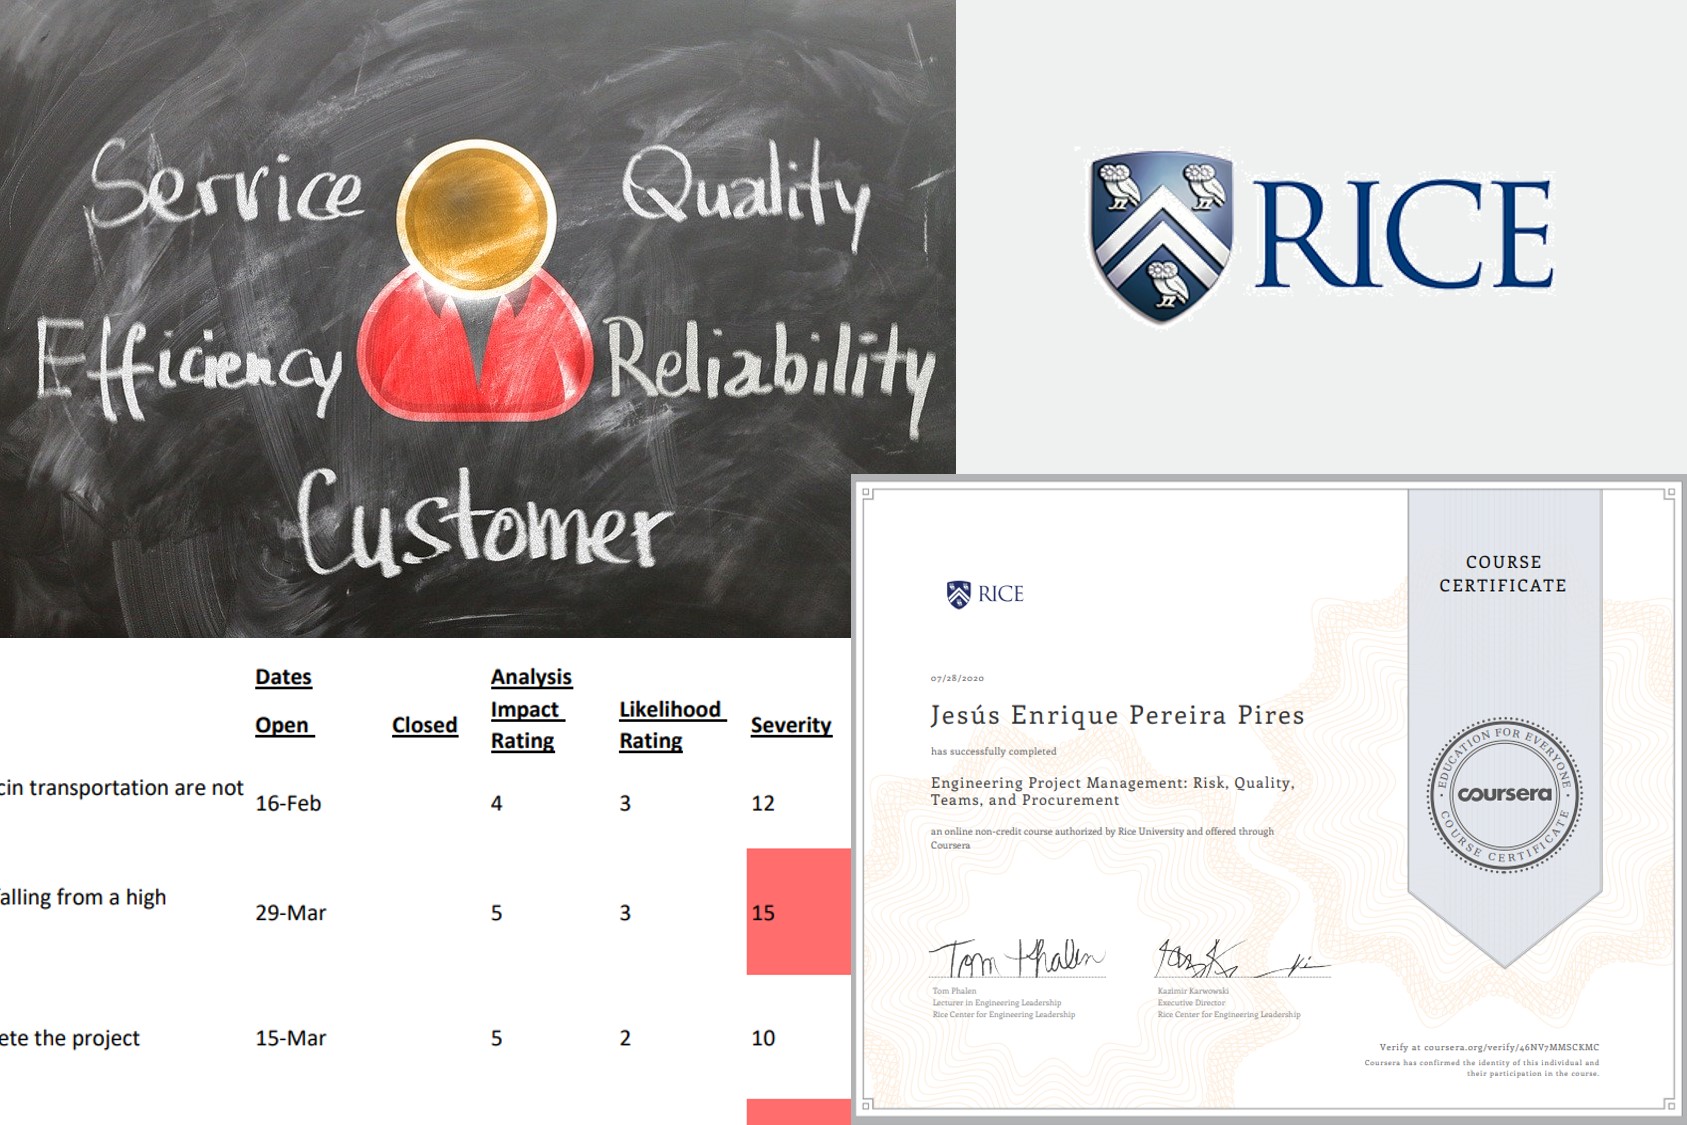 Service
Quality
Efficiency
Reliability
Customer
RICE
Dates
Analysis
Open
Closed
Impact
Rating
Likelihood
Rating
Severity
cin transportation are not
16-Feb
4
3
12
alling from a high
29-Mar
5
3
15
ete the project
15-Mar
5
2
10
RICE
COURSE
CERTIFICATE
07/28/2020
Jesús Enrique Pereira Pires
has successfully completed
Engineering Project Management: Risk, Quality,
Teams, and Procurement
an online non-credit course authorized by Rice University and offered through
Coursera
EDUCATION FOR EVERYONE
coursera
COURSE CERTIFICATE
Tom Phalen
Tom Phalen
Lecturer in Engineering Leadership
Rice Center for Engineering Leadership
Kazimir Karwowski
Executive Director
Rice Center for Engineering Leadership
Verify at coursera.org/verify/46NV7MMSCKMC
Coursera has confirmed the identity of this individual and
their participation in the course.